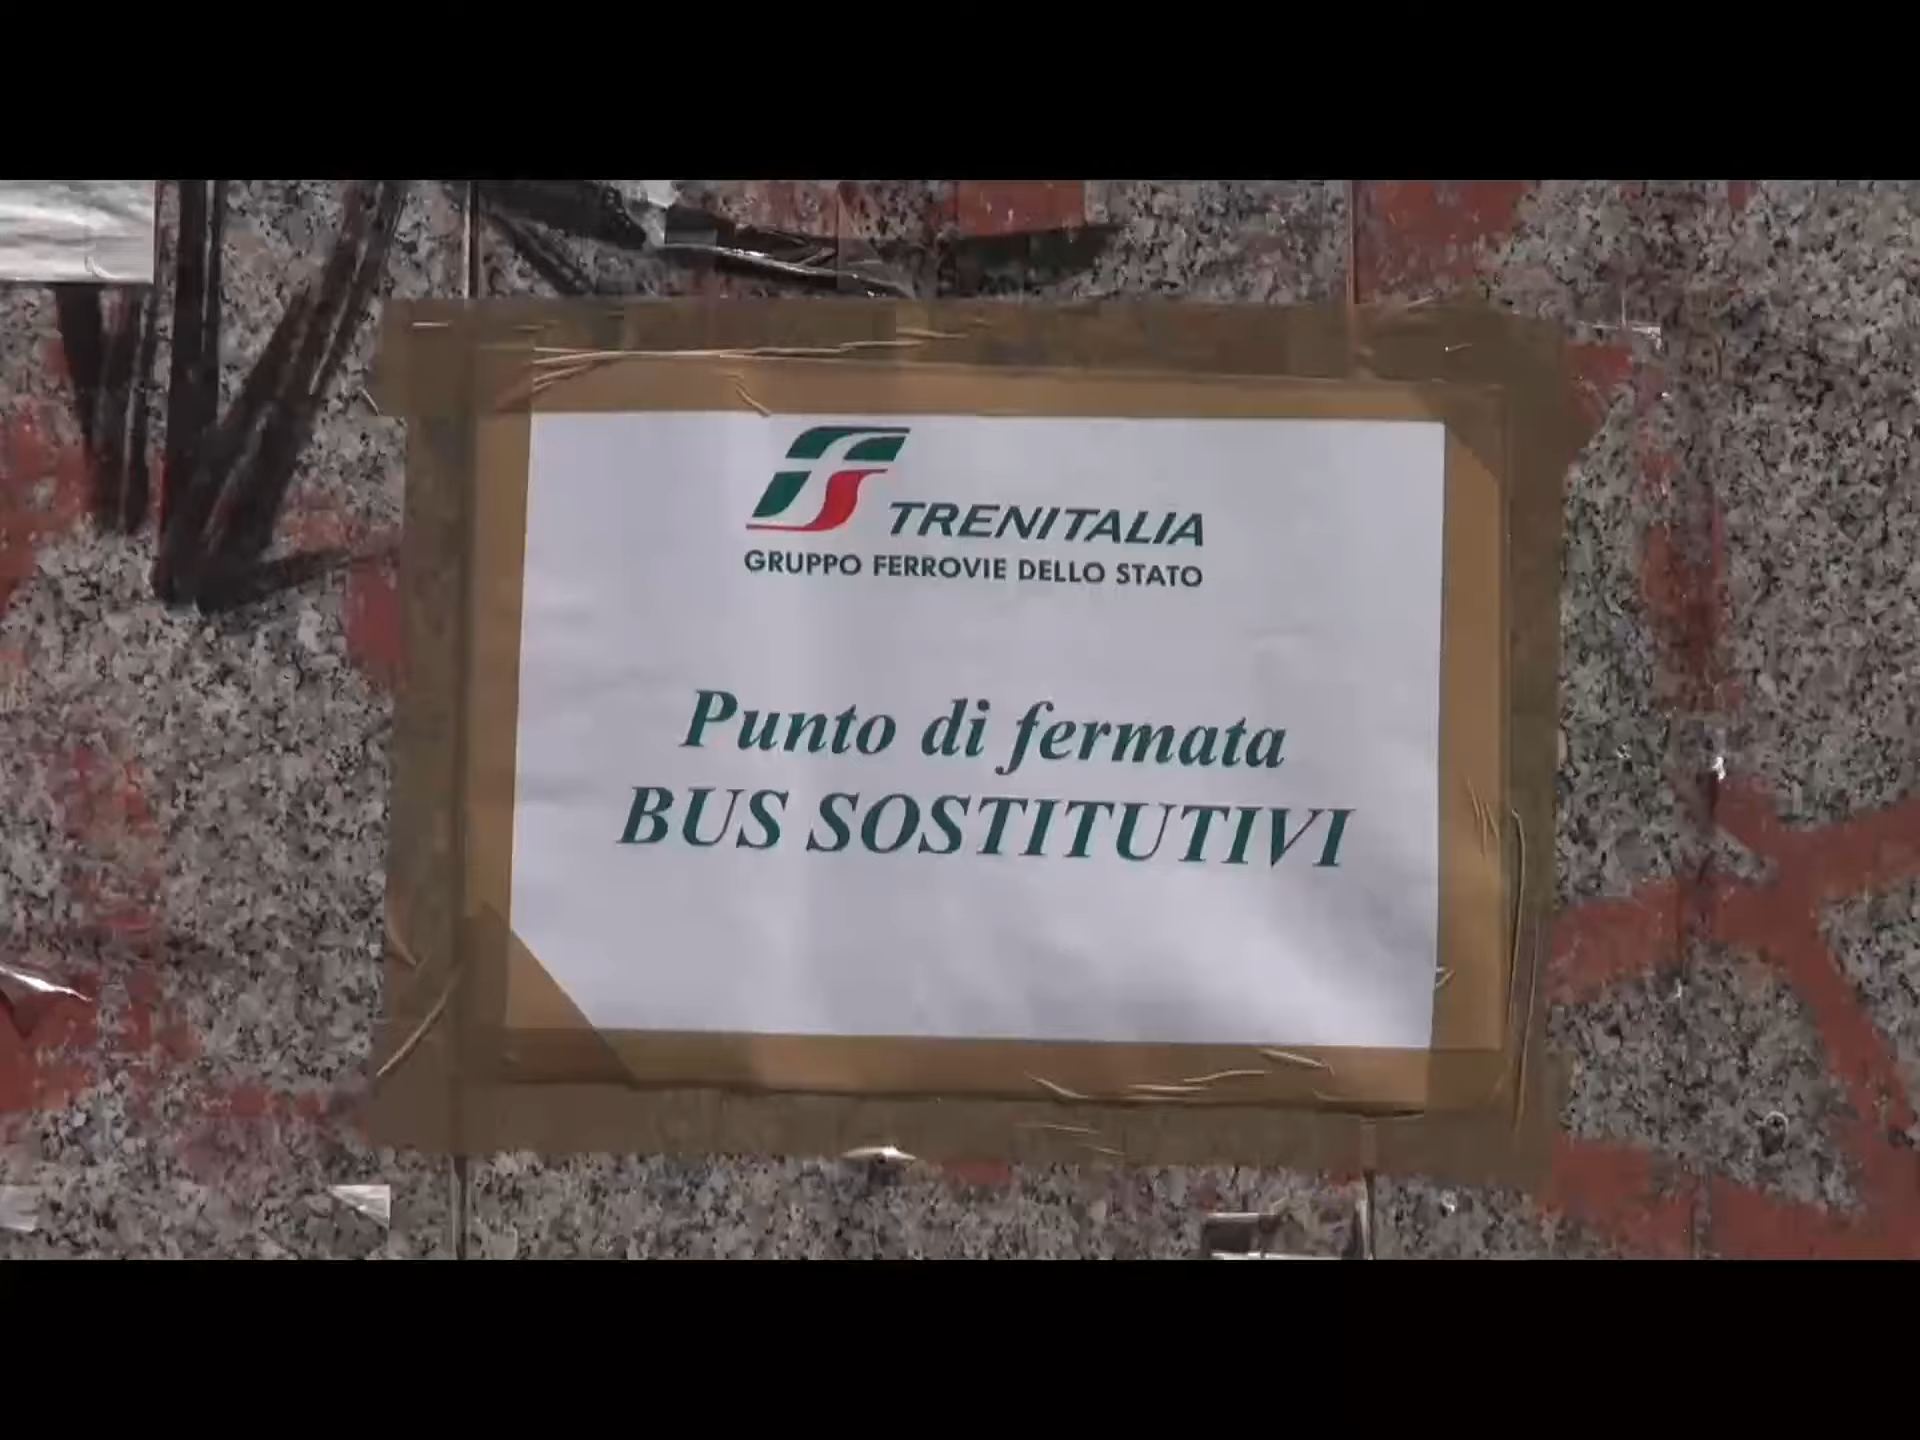 TRENITALIA
GRUPPO FERROVIE DELLO STATO
Punto di fermata
BUS SOSTITUTIVI